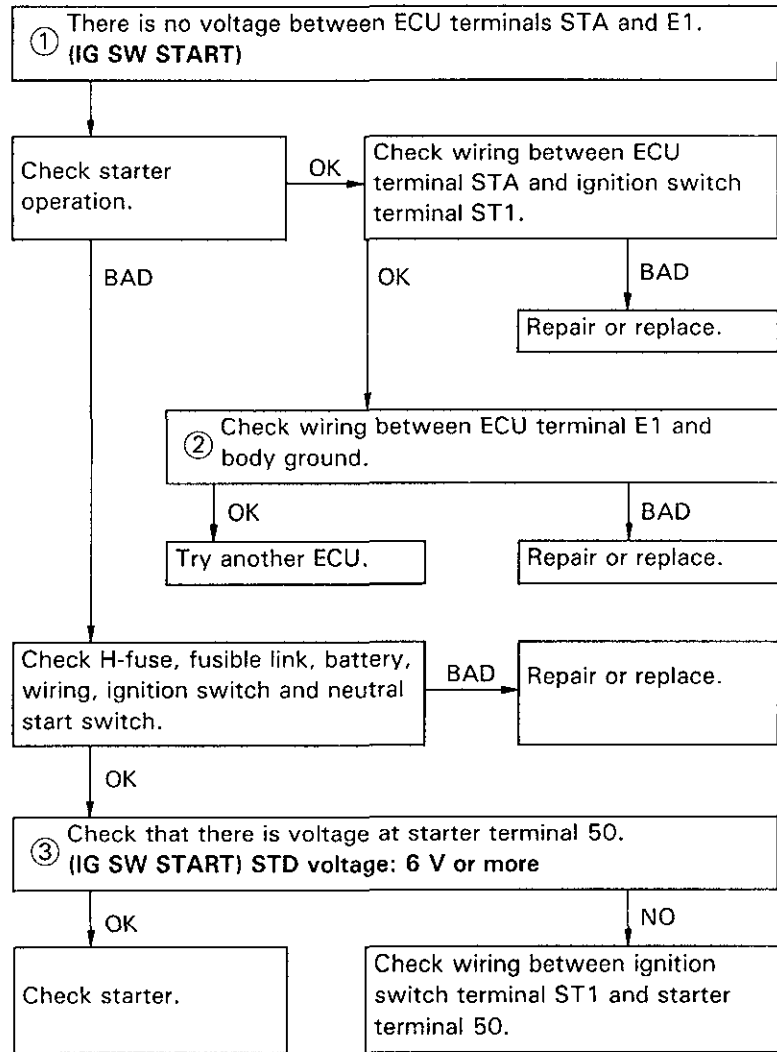 ① There is no voltage between ECU terminals STA and E1.
(IG SW START)
Check starter
operation.
OK
Check wiring between ECU
terminal STA and ignition switch
terminal ST1.
BAD
OK
BAD
Repair or replace.
② Check wiring between ECU terminal E1 and
body ground.
OK
BAD
Try another ECU.
Repair or replace.
Check H-fuse, fusible link, battery,
wiring, ignition switch and neutral
start switch.
BAD
Repair or replace.
OK
③ Check that there is voltage at starter terminal 50.
(IG SW START) STD voltage: 6 V or more
OK
NO
Check starter.
Check wiring between ignition
switch terminal ST1 and starter
terminal 50.